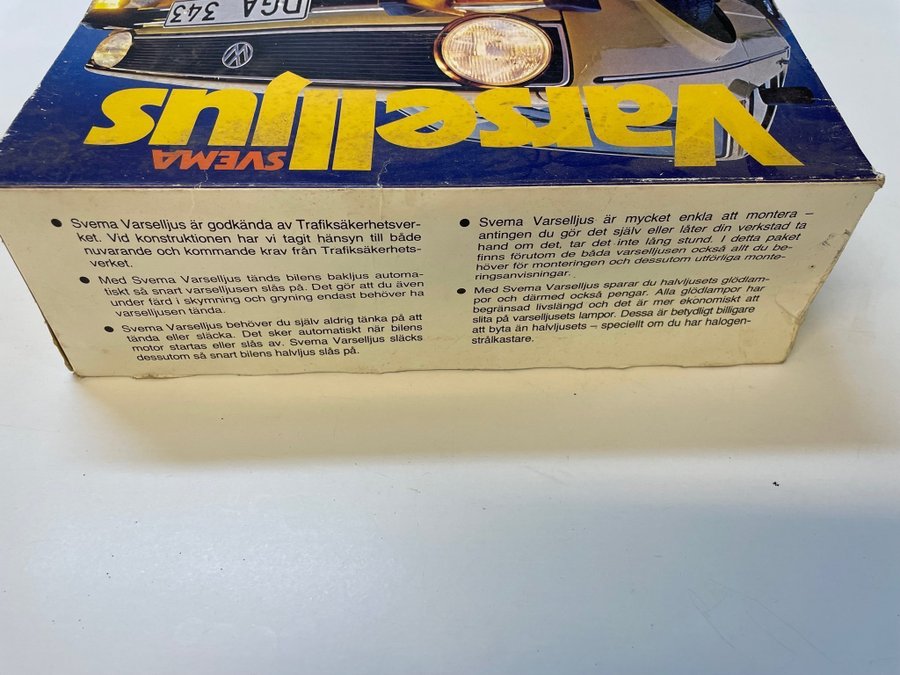 DGA 343
Varselljus
SVEMA
● Svema Varselljus är godkända av Trafiksäkerhetsver-
ket. Vid konstruktionen har vi tagit hänsyn till både
nuvarande och kommande krav från Trafiksäkerhets-
verket.
● Med Svema Varselljus tänds bilens bakljus automa-
tiskt så snart varselljusen slås på. Det gör att du även
under färd i skymning och gryning endast behöver ha
varselljusen tända.
● Svema Varselljus behöver du själv aldrig tänka på att
tända eller släcka. Det sker automatiskt när bilens
motor startas eller slås av. Svema Varselljus släcks
dessutom så snart bilens halvljus slås på.
● Svema Varselljus är mycket enkla att montera –
antingen du gör det själv eller låter din verkstad ta
hand om det, tar det inte lång stund. I detta paket
finns förutom de båda varselljusen också allt du be-
höver för monteringen och dessutom utförliga monte-
ringsanvisningar.
● Med Svema Varselljus sparar du halvljusets glödlam-
por och därmed också pengar. Alla glödlampor har
begränsad livslängd och det är mer ekonomiskt att
slita på varselljusets lampor. Dessa är betydligt billigare
att byta än halvljusets – speciellt om du har halogen-
strålkastare.